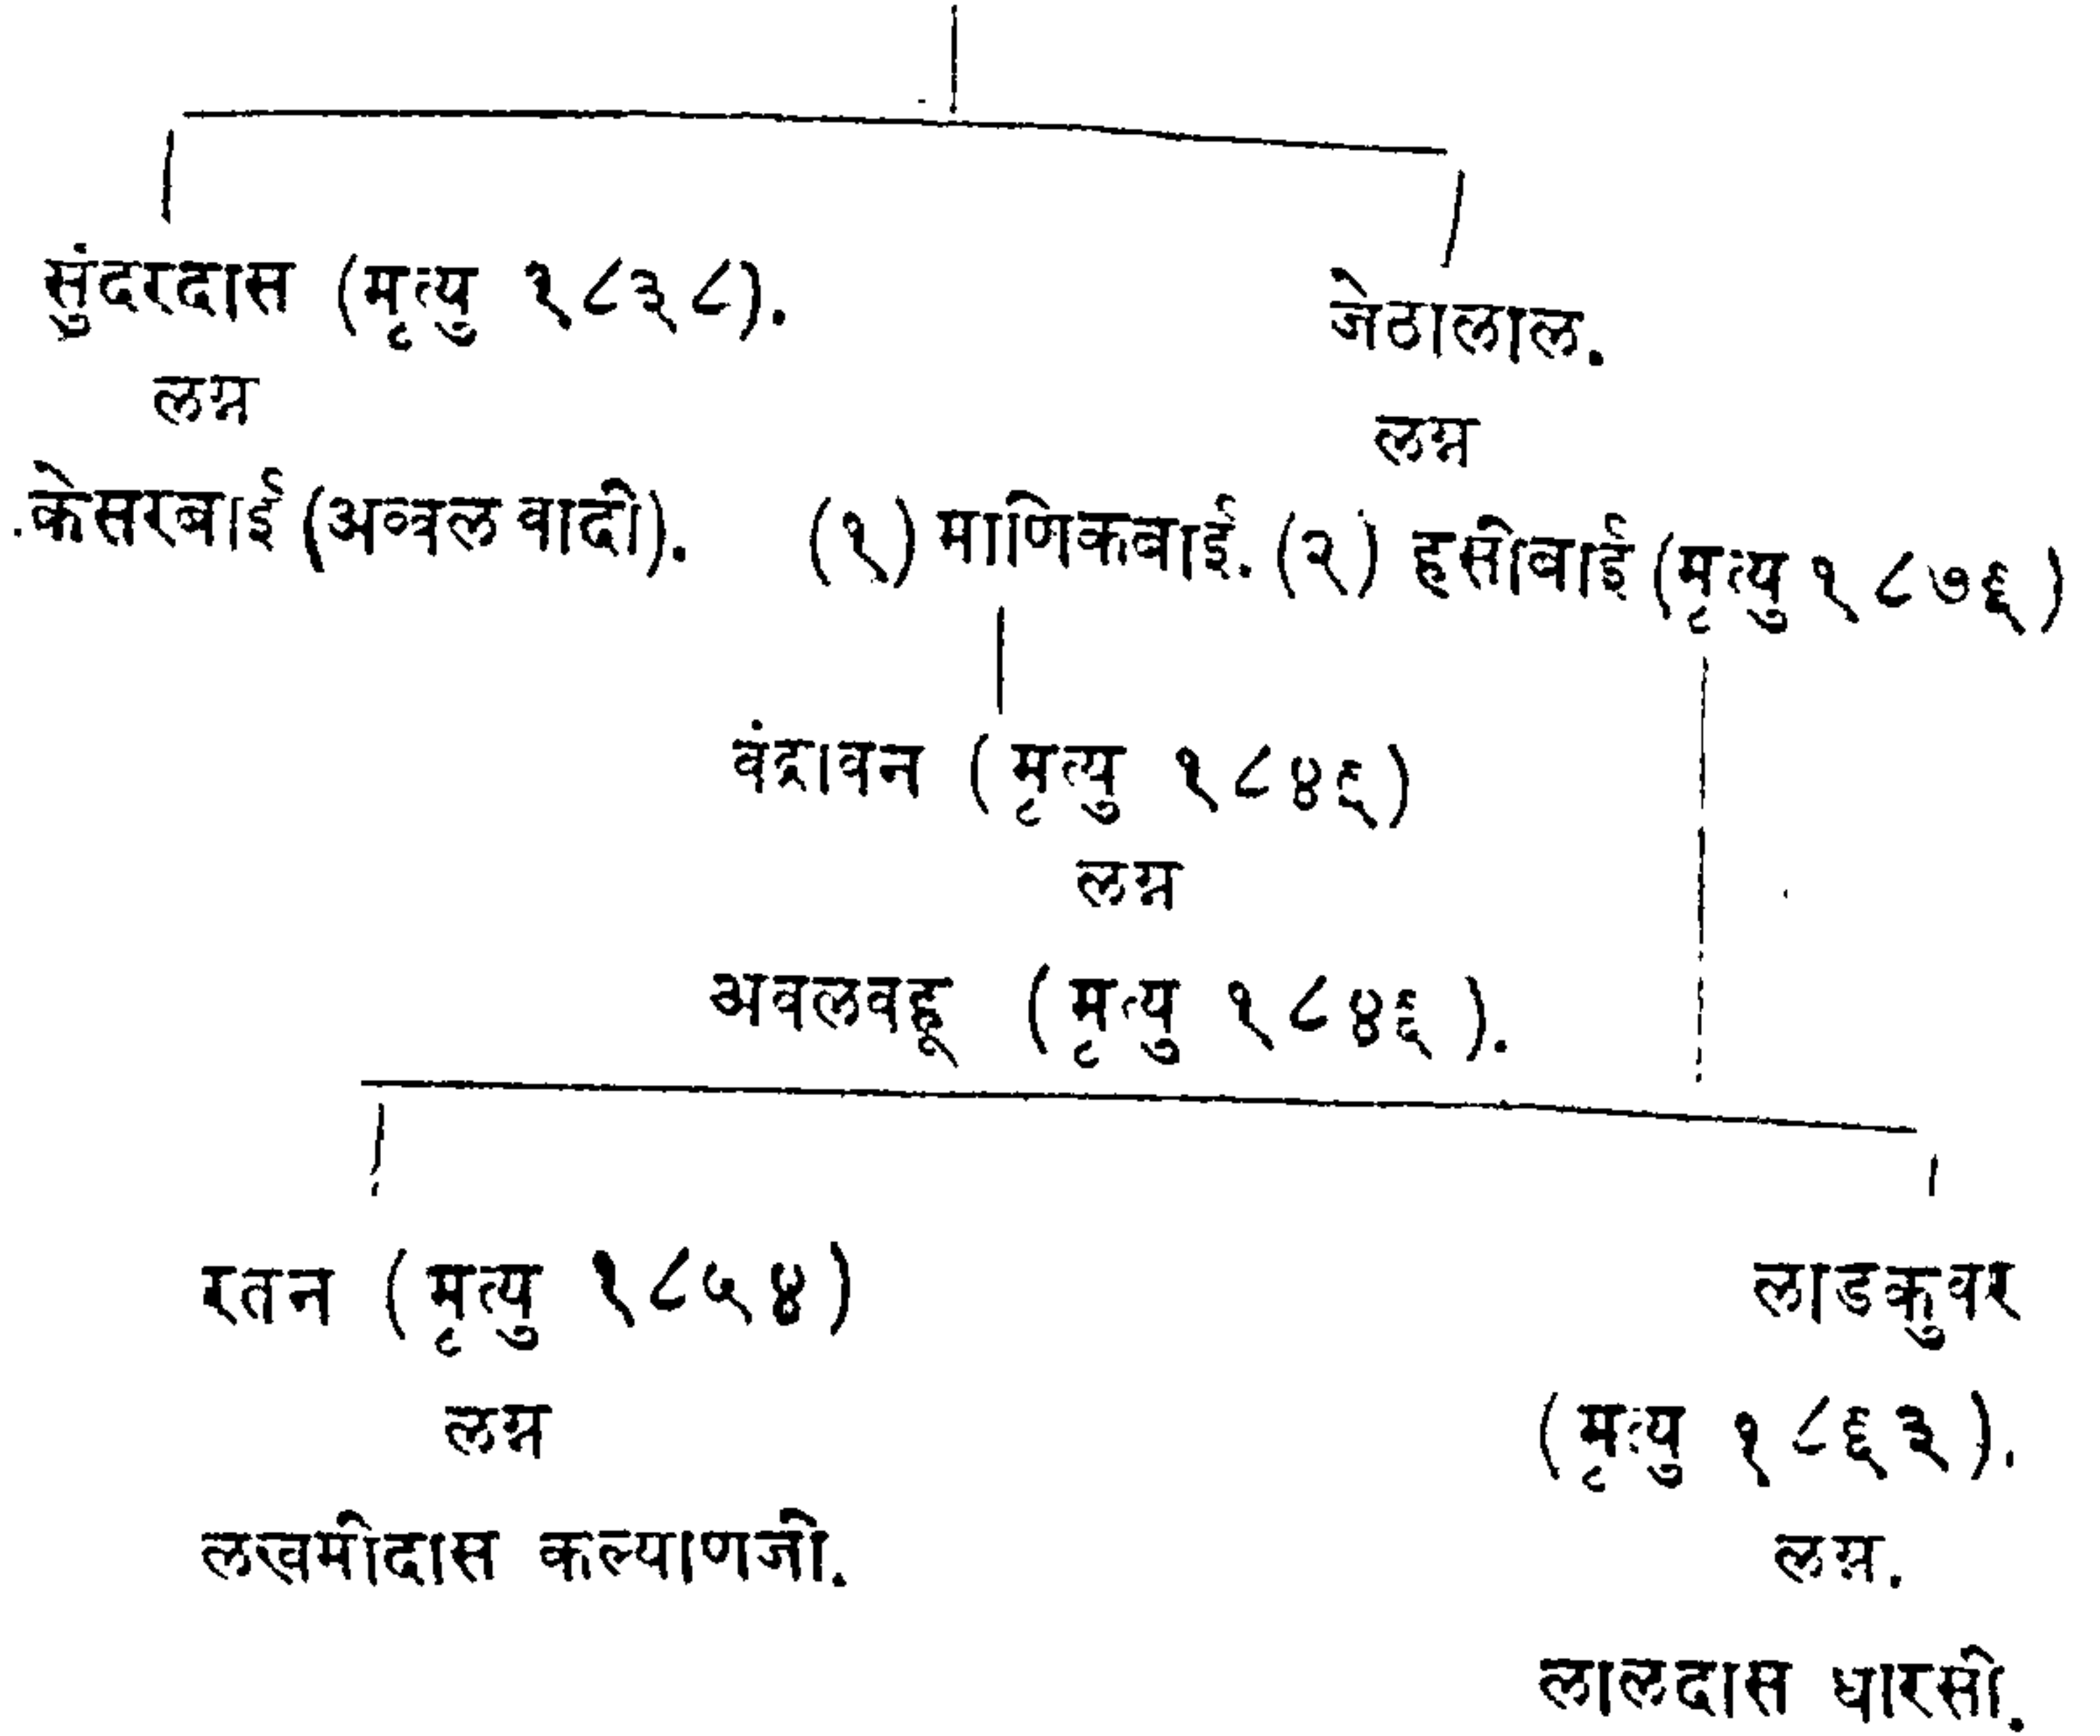 सुंदरदास (मृत्यु १८३८). जेठालाल.
लग्न लग्न
केसरबाई (अव्वल वादी). (१) माणिकबाई. (२) हसीबाई (मृत्यु १८७६)
वंद्रावन (मृत्यु १८४६)
लग्न
अवलवहू (मृत्यु १८४६).
रतन (मृत्यु १८५४) लाडकुवर
लग्न (मृत्यु १८६३).
लखमीदास कल्याणजी. लग्न.
लालदास धारसी.